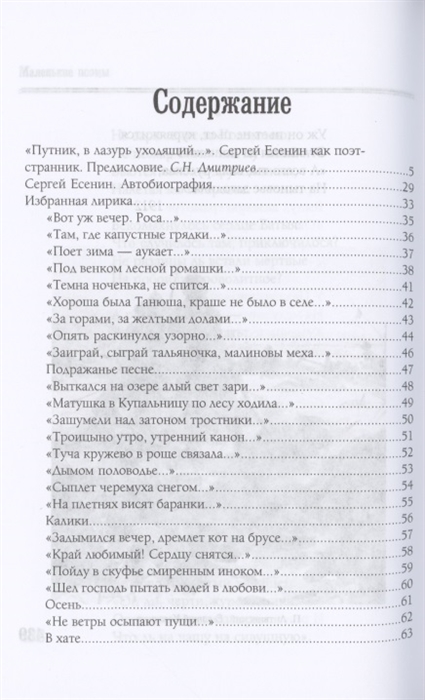 Содержание
«Путник, в лазурь уходящий...». Сергей Есенин как поэт-
странник. Предисловие. С.Н. Дмитриев 5
Сергей Есенин. Автобиография 29
Избранная лирика 33
«Вот уж вечер. Роса...» 35
«Там, где капустные грядки...» 36
«Поет зима — аукает...» 37
«Под венком лесной ромашки...» 38
«Темна ноченька, не спится...» 41
«Хороша была Танюша, краше не было в селе...» 42
«За горами, за желтыми долами...» 43
«Опять раскинулся узорно...» 44
«Заиграй, сыграй тальяночка, малиновы меха...» 46
Подражанье песне 47
«Выткался на озере алый свет зари...» 48
«Матушка в Купальницу по лесу ходила...» 49
«Зашумели над затоном тростники...» 50
«Троицыно утро, утренний канон...» 51
«Туча кружево в роще связала...» 52
«Дымом половодье...» 53
«Сыплет черемуха снегом...» 54
«На плетнях висят баранки...» 55
Калики 56
«Задымился вечер, дремлет кот на брусе...» 57
«Край любимый! Сердцу снятся...» 58
«Пойду в скуфье смиренным иноком...» 59
«Шел господь пытать людей в любови...» 60
Осень 61
«Не ветры осыпают пущи...» 62
В хате 63